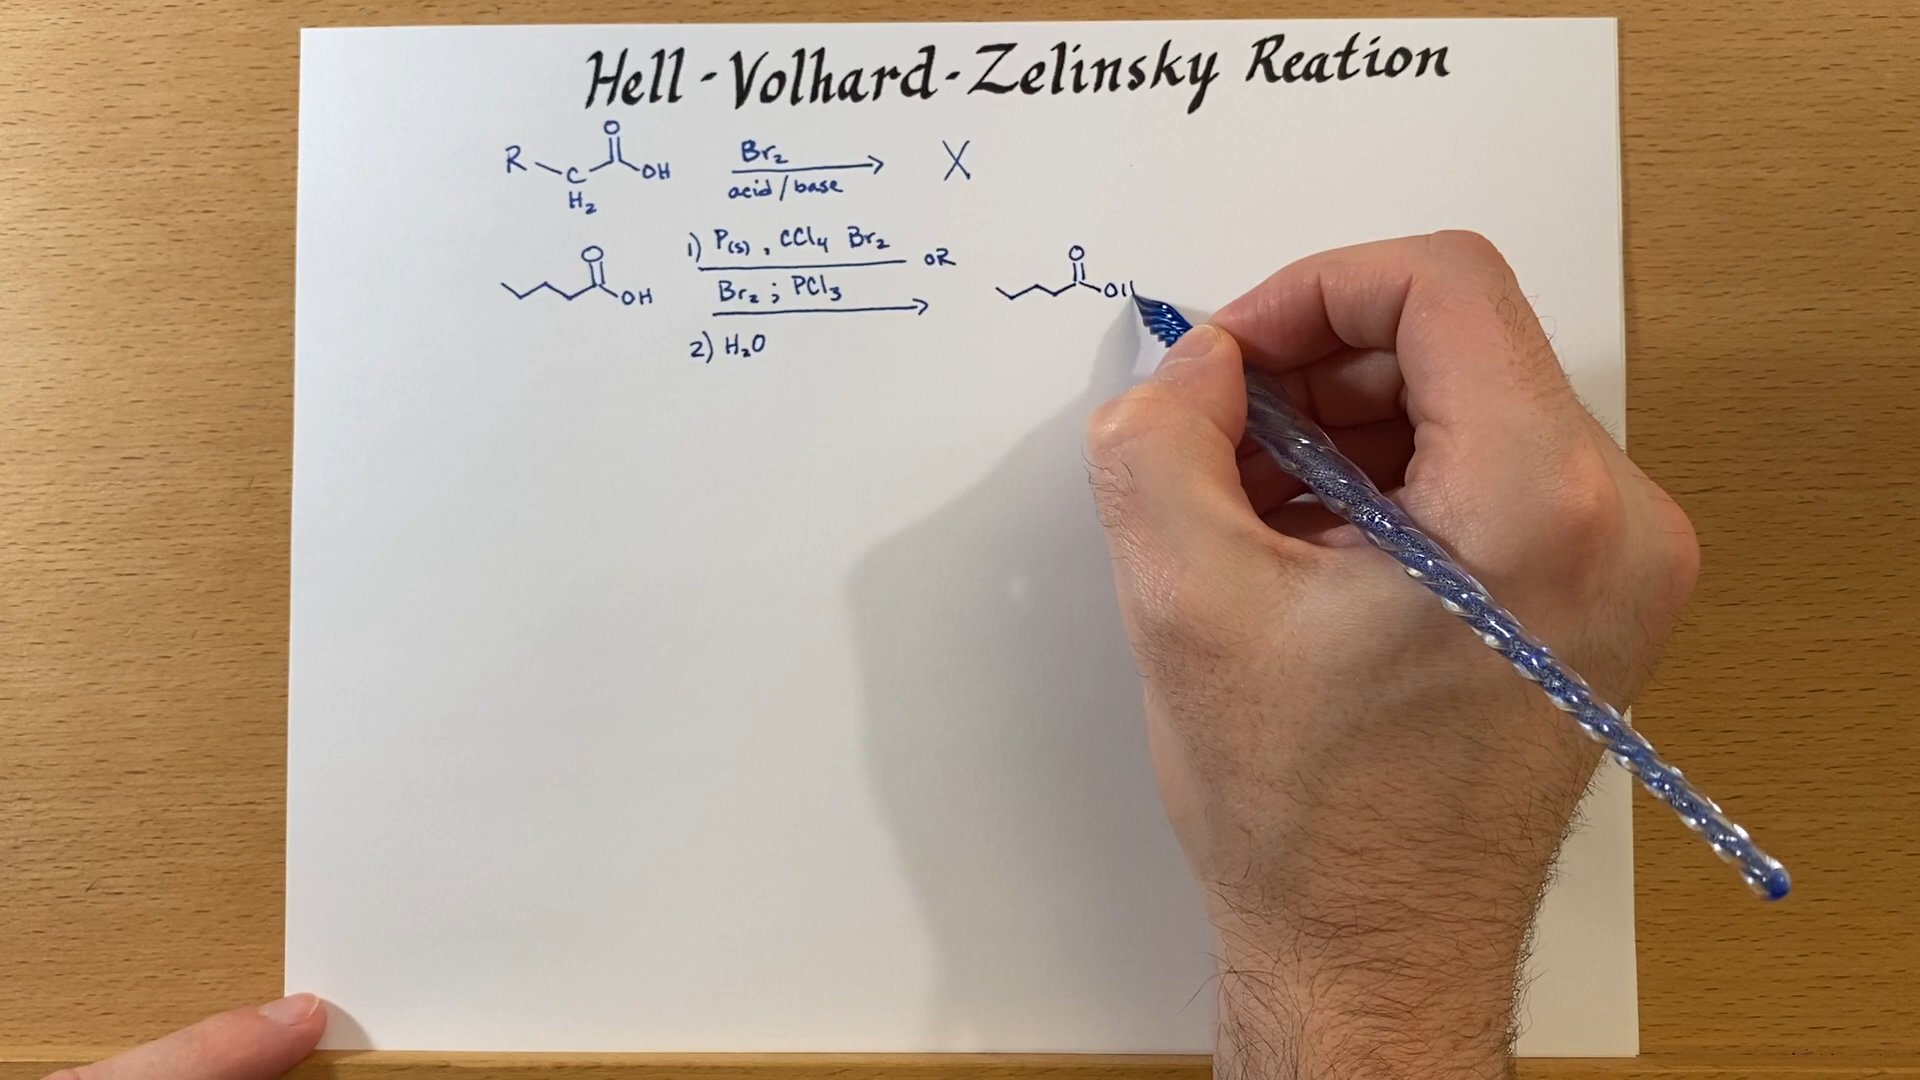 Hell-Volhard-Zelinsky Reation
R C H₂ O OH Br₂ acid/base X
O OH 1) P(s), CCl₄ Br₂ OR
Br₂ ; PCl₃
2) H₂O
O O